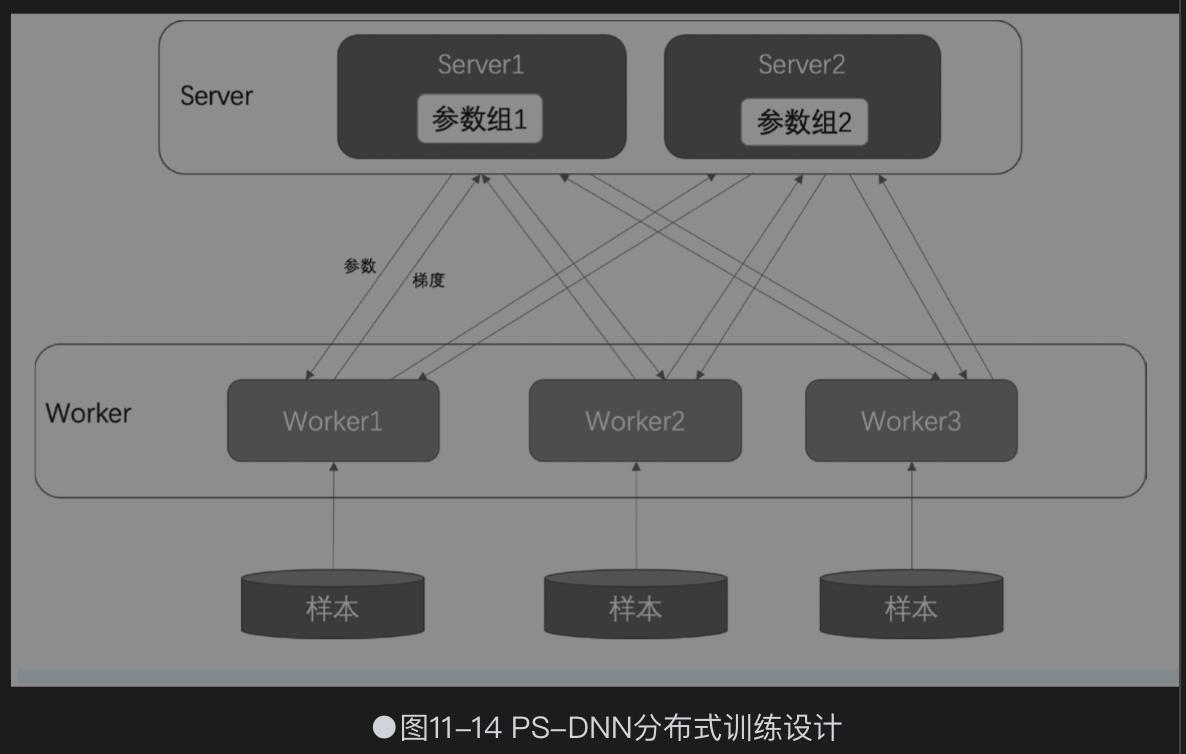 Server
Server1
Server2
参数组1
参数组2
参数
梯度
Worker
Worker1
Worker2
Worker3
样本
样本
样本
●图11-14 PS-DNN分布式训练设计